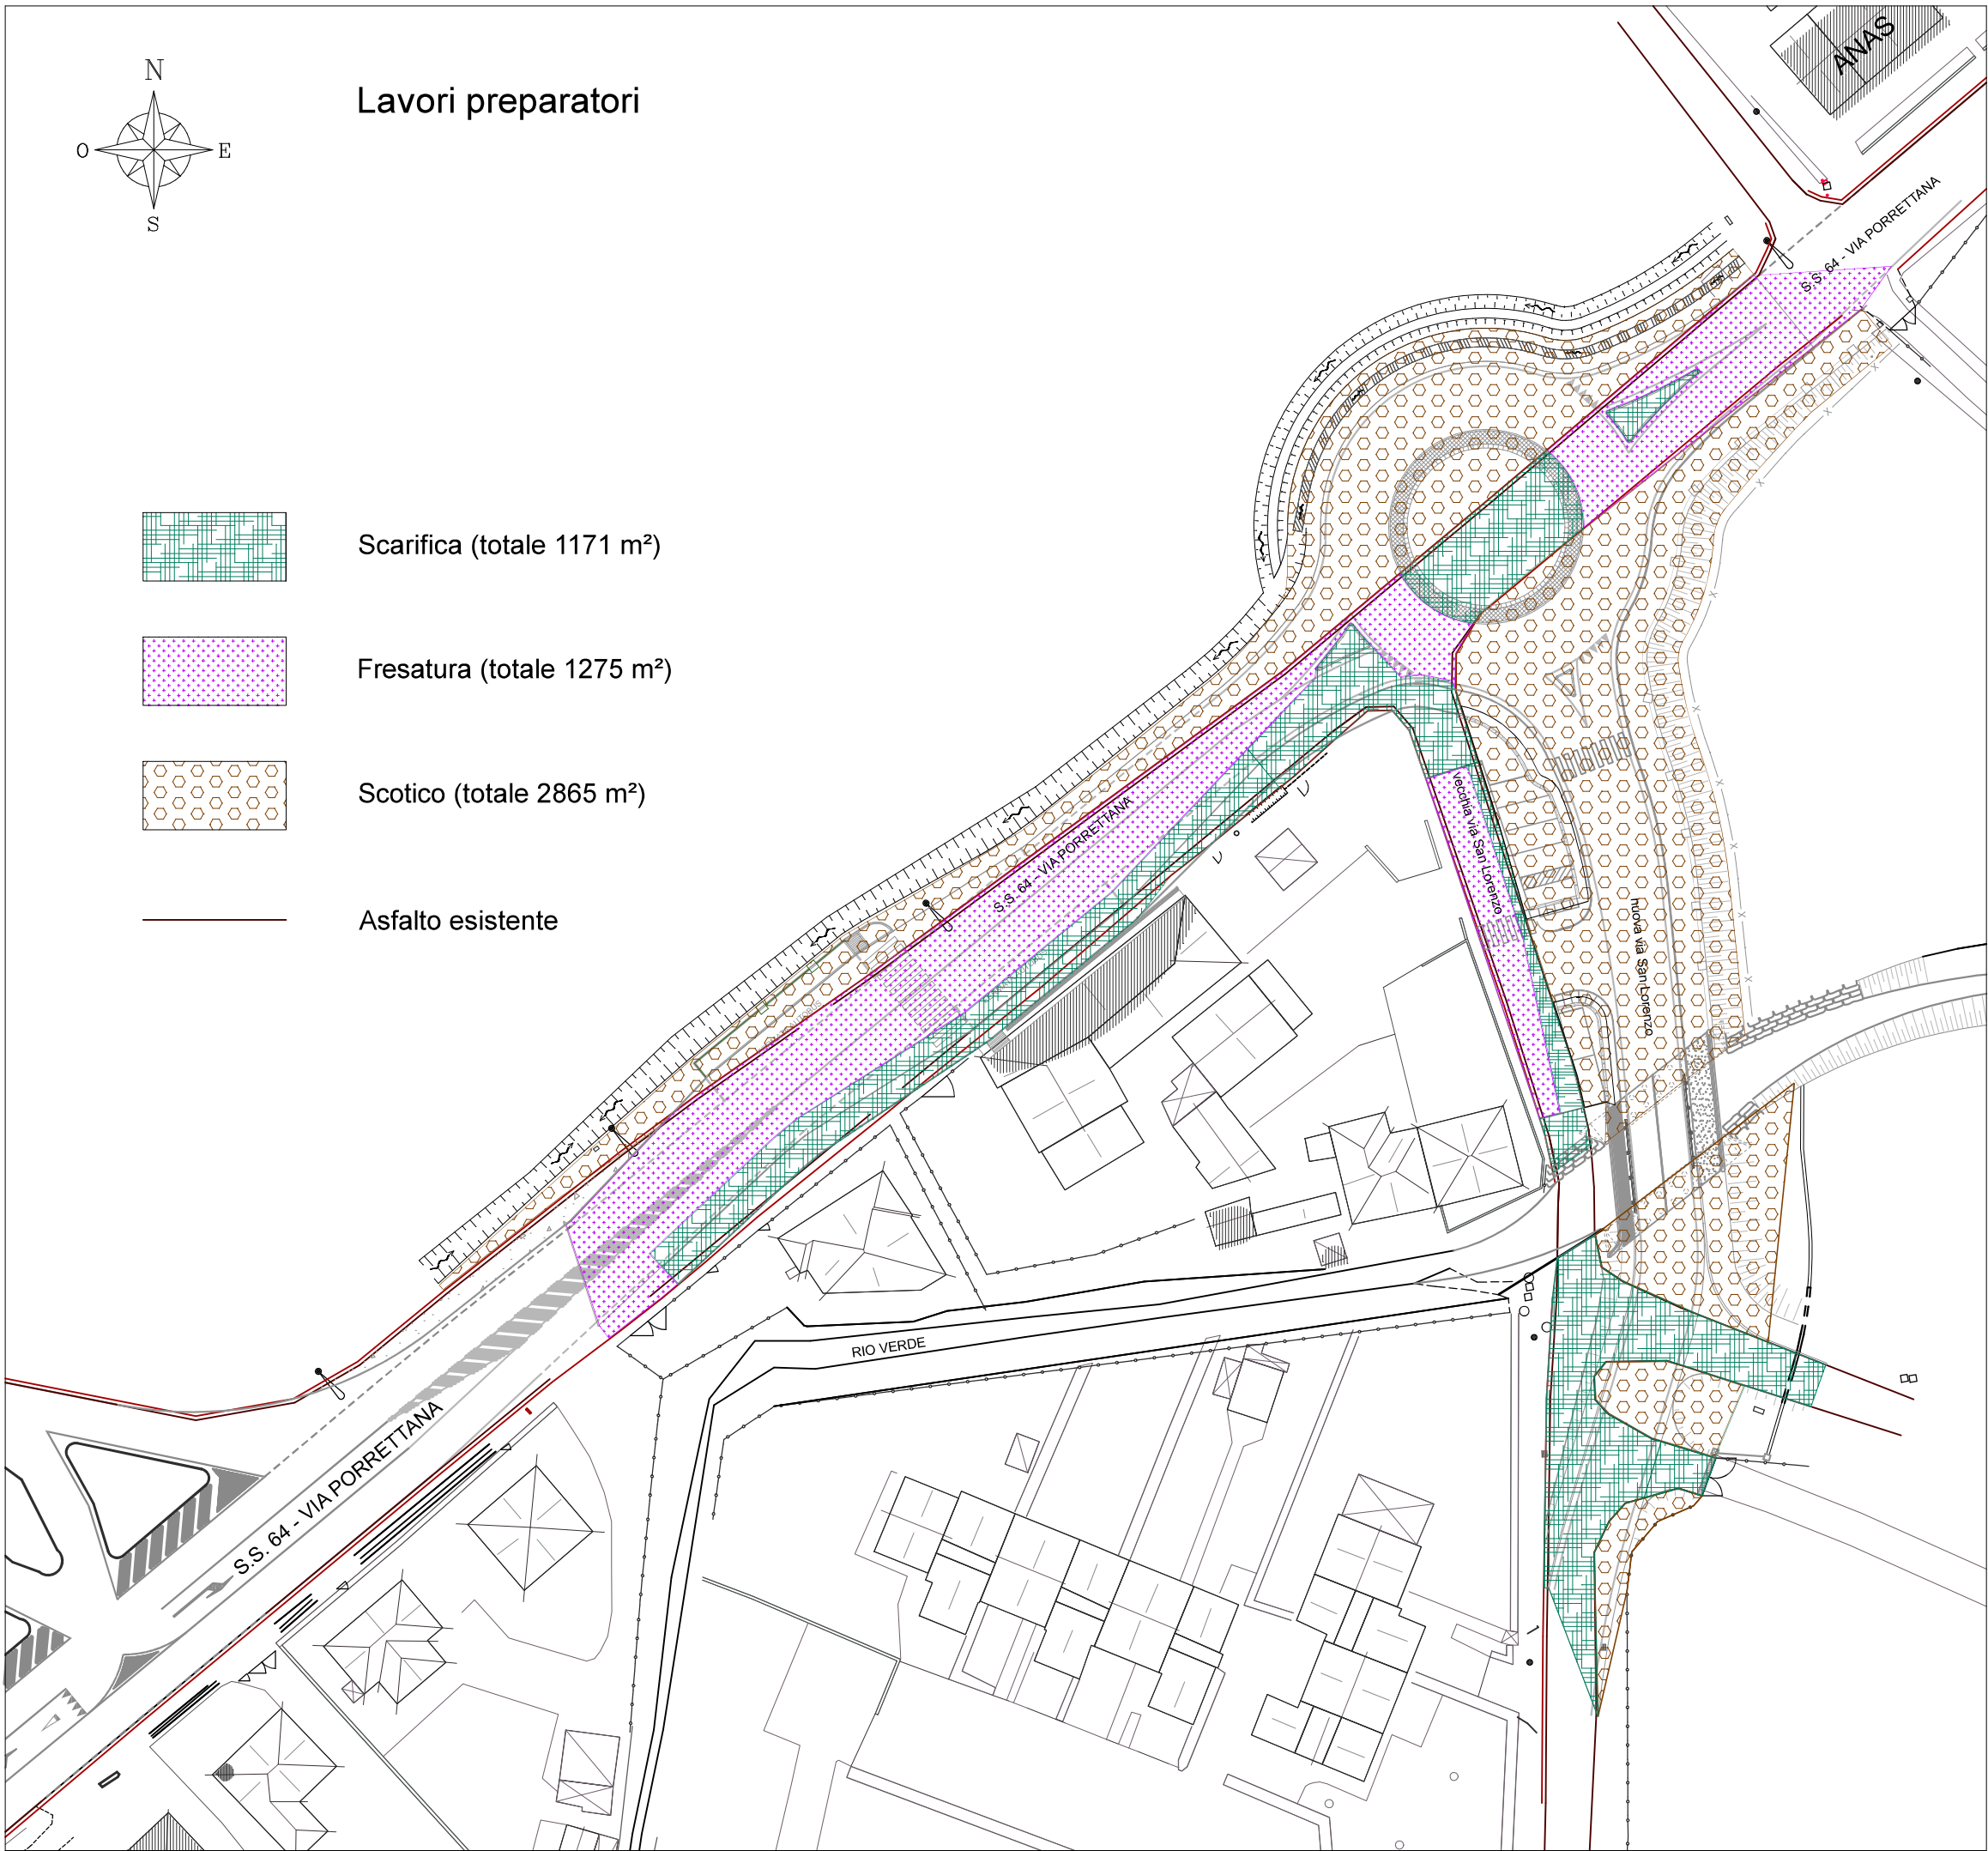 N
O
E
S
Lavori preparatori
ANAS
S.S. 64 - VIA PORRETTANA
Scarifica (totale 1171 m²)
Fresatura (totale 1275 m²)
Scotico (totale 2865 m²)
Asfalto esistente
S.S. 64 - VIA PORRETTANA
vecchia via San Lorenzo
nuova via San Lorenzo
RIO VERDE
S.S. 64 - VIA PORRETTANA